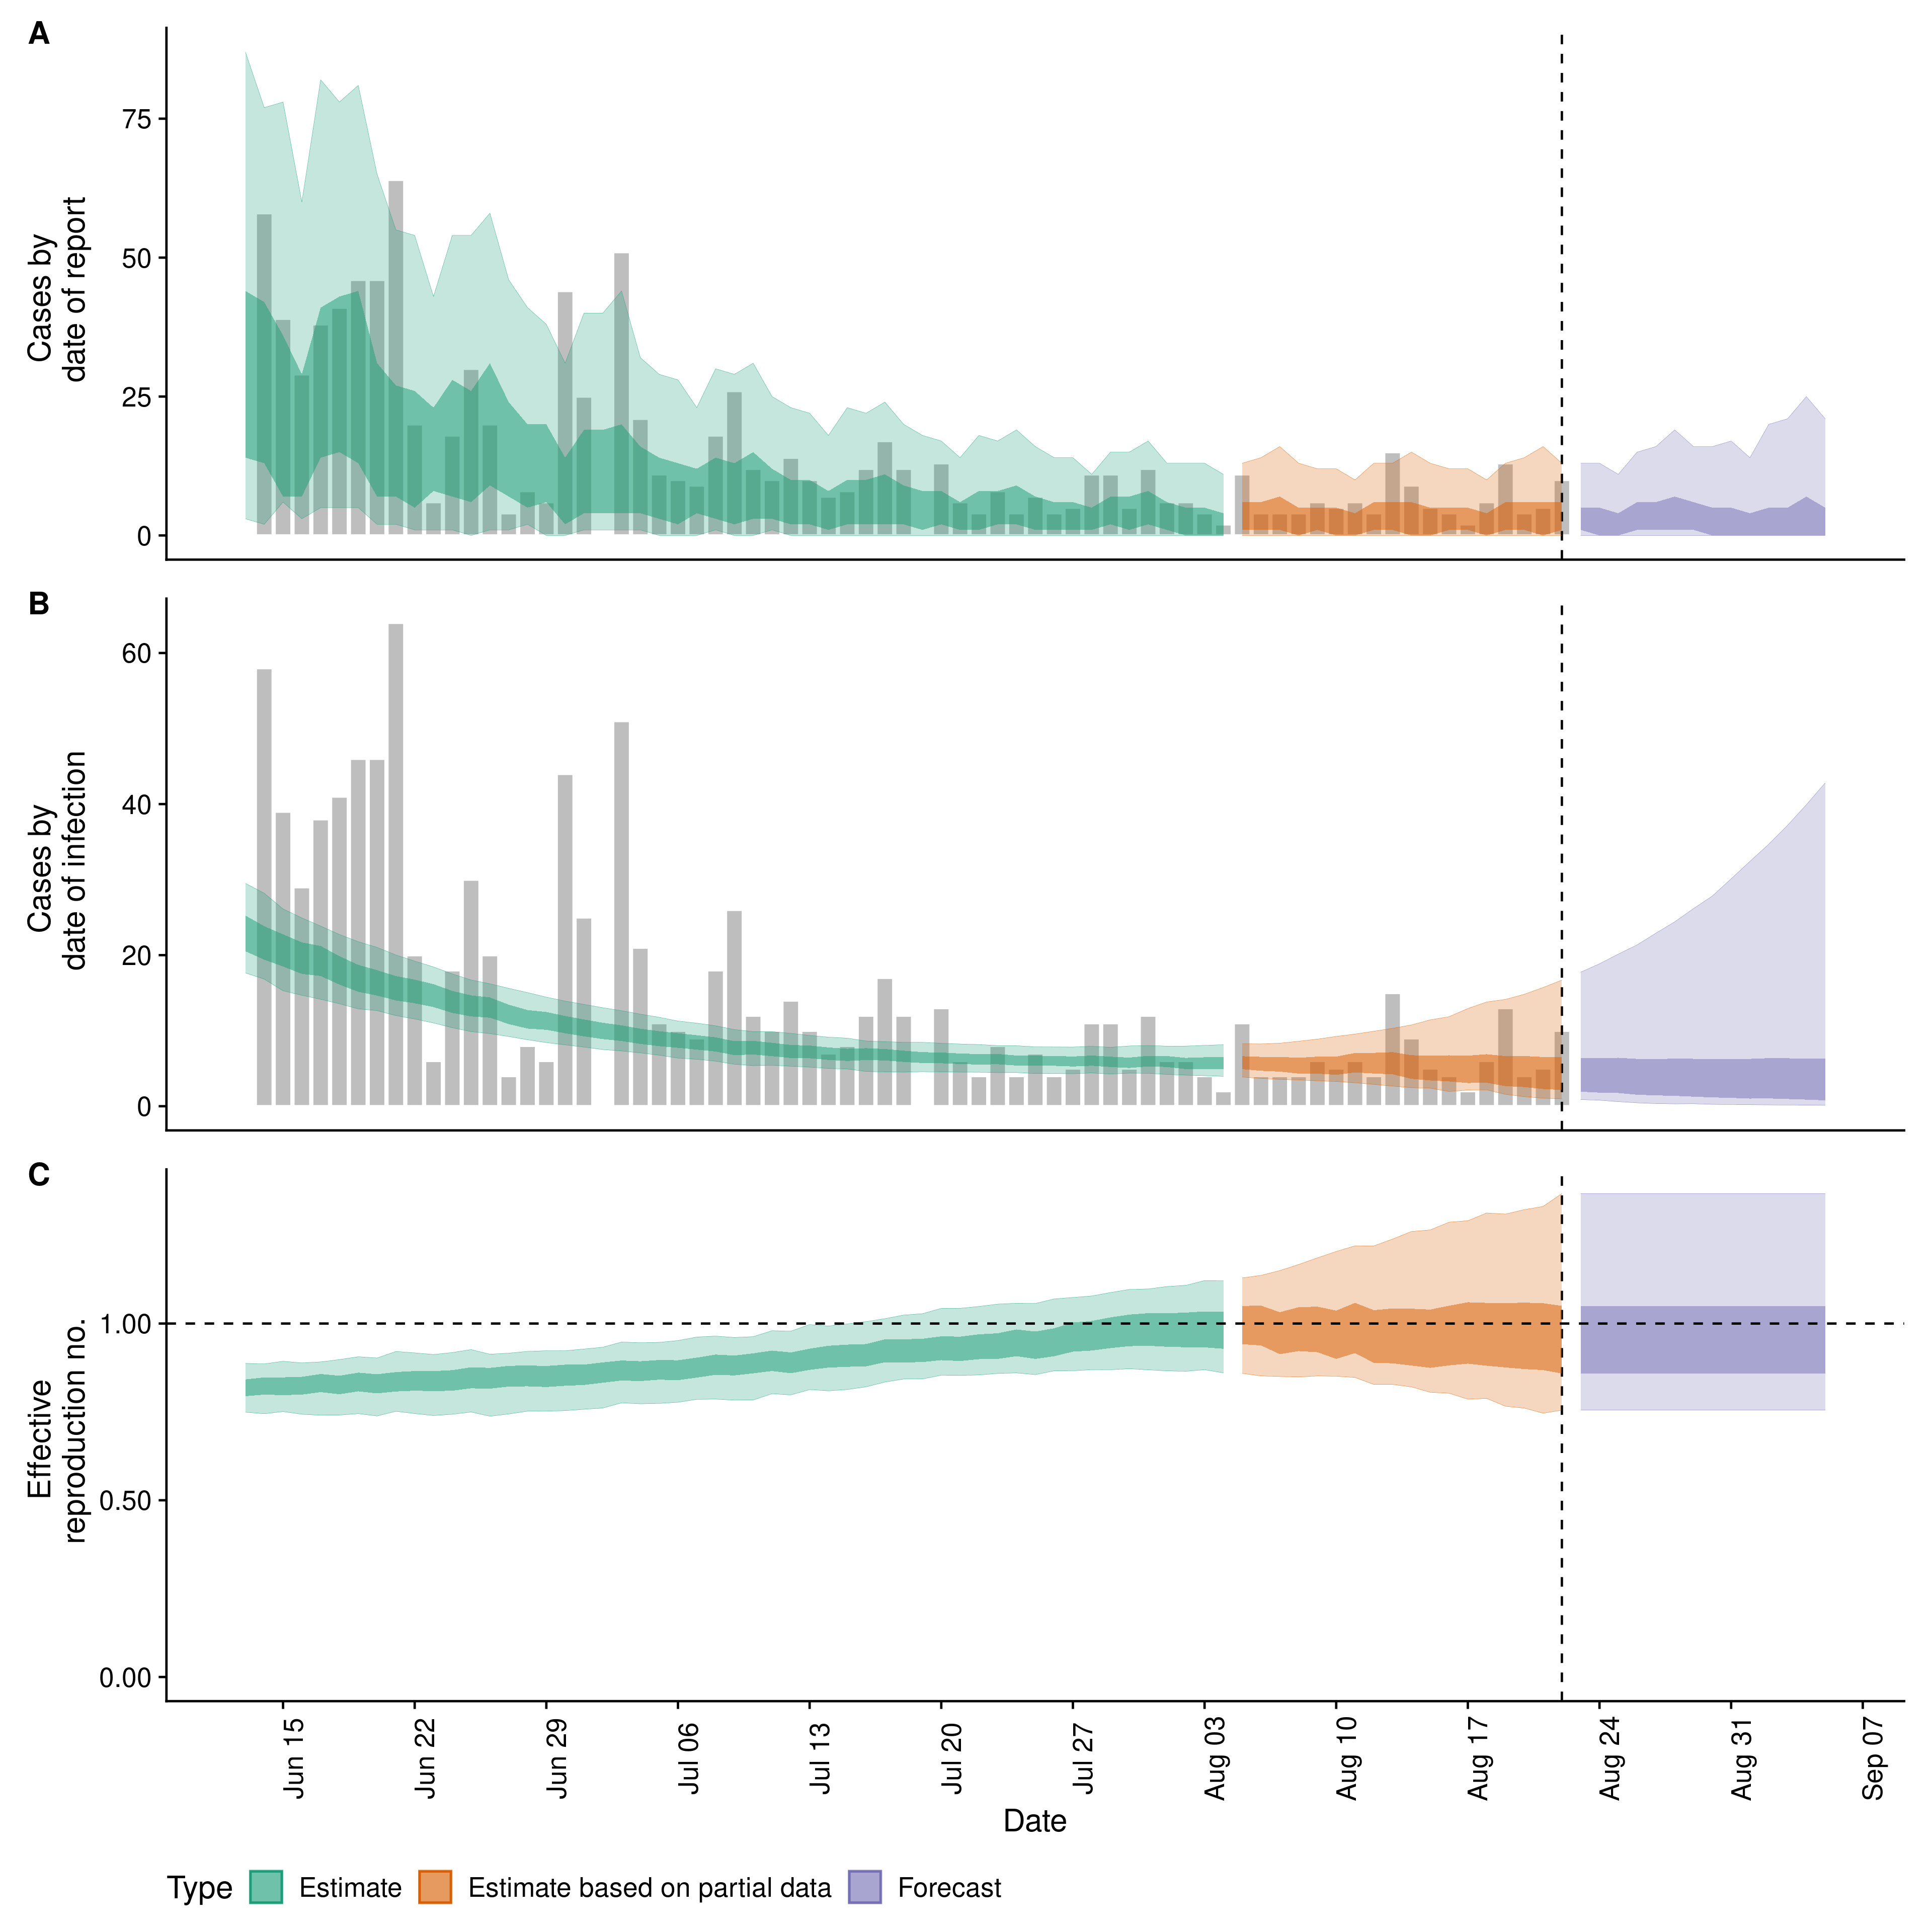 A
Cases by
date of report
75
50
25
0
B
Cases by
date of infection
60
40
20
0
C
Effective
reproduction no.
1.00
0.50
0.00
Jun 15
Jun 22
Jun 29
Jul 06
Jul 13
Jul 20
Jul 27
Aug 03
Aug 10
Aug 17
Aug 24
Aug 31
Sep 07
Date
Type Estimate Estimate based on partial data Forecast